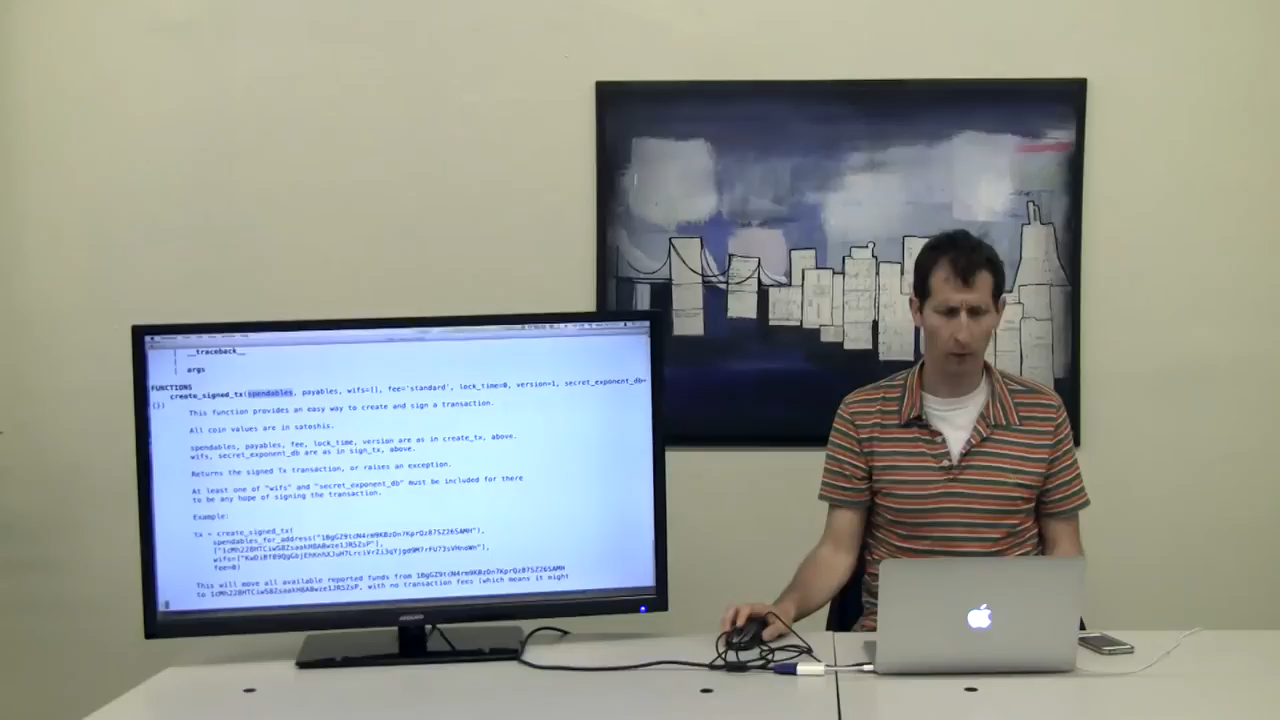 __traceback__
args
FUNCTIONS
create_signed_tx(spendables, payables, wifs=[], fee='standard', lock_time=0, version=1, secret_exponent_db=
{})
This function provides an easy way to create and sign a transaction.
All coin values are in satoshis.
spendables, payables, fee, lock_time, version are as in create_tx, above.
wifs, secret_exponent_db are as in sign_tx, above.
Returns the signed Tx transaction, or raises an exception.
At least one of "wifs" and "secret_exponent_db" must be included for there
to be any hope of signing the transaction.
Example:
tx = create_signed_tx(
spendables_for_address("1BgGZ9tcN4rm9KBzDn7KprQz87SZ26SAMH"),
fee=0)
This will move all available reported funds from 1BgGZ9tcN4rm9KBzDn7KprQz87SZ26SAMH
with no transaction fees (which means it might